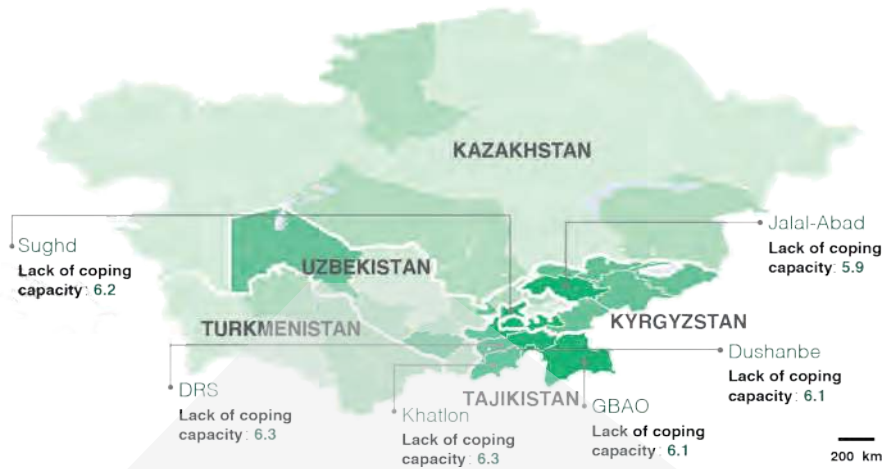 KAZAKHSTAN
Jalal-Abad
Lack of coping
capacity: 5.9
Sughd
Lack of coping
capacity: 6.2
UZBEKISTAN
TURKMENISTAN
KYRGYZSTAN
Dushanbe
Lack of coping
capacity: 6.1
DRS
Lack of coping
capacity: 6.3
TAJIKISTAN
Khatlon
Lack of coping
capacity: 6.3
GBAO
Lack of coping
capacity: 6.1
200 km